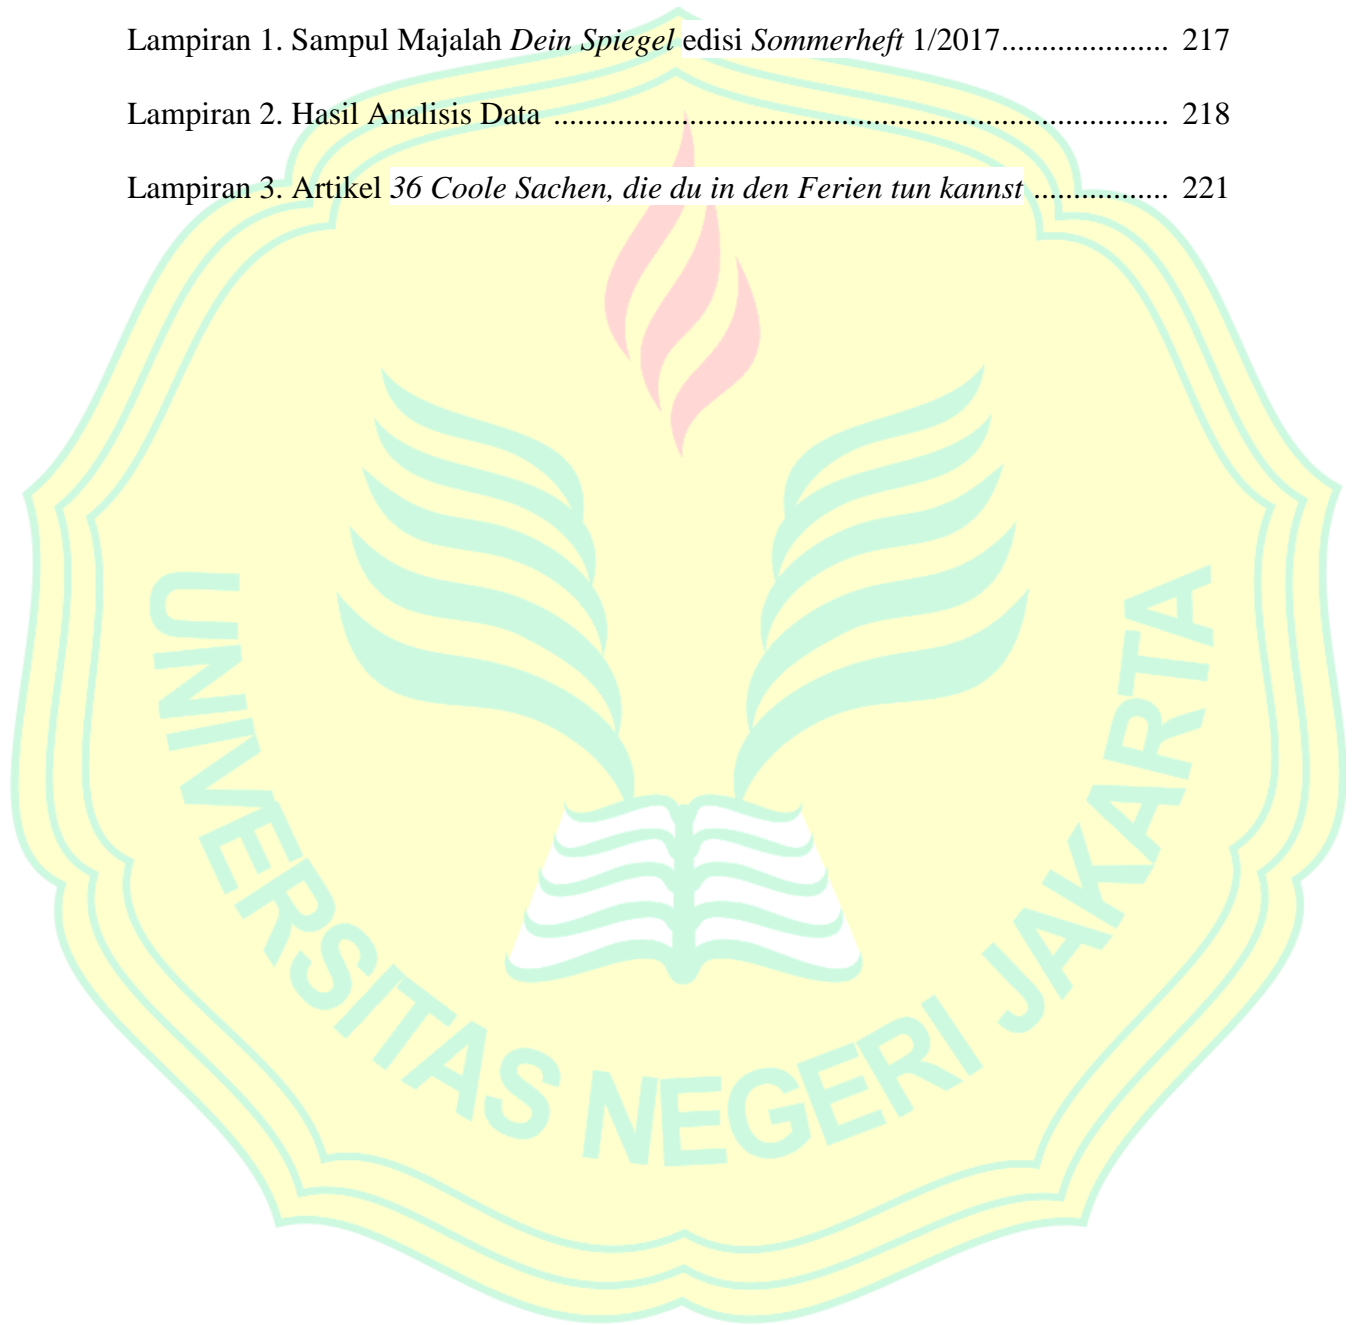 Lampiran 1. Sampul Majalah Dein Spiegel edisi Sommerheft 1/2017..................... 217
Lampiran 2. Hasil Analisis Data ............................................................................. 218
Lampiran 3. Artikel 36 Coole Sachen, die du in den Ferien tun kannst ................. 221
UNIVERSITAS NEGERI JAKARTA